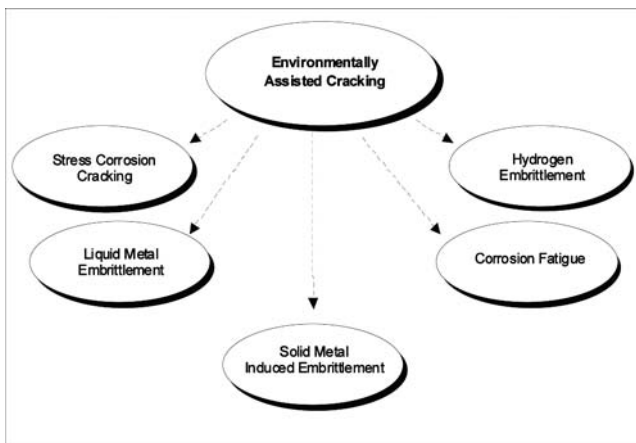 Environmentally
Assisted Cracking
Stress Corrosion
Cracking
Hydrogen
Embrittlement
Liquid Metal
Embrittlement
Corrosion Fatigue
Solid Metal
Induced Embrittlement